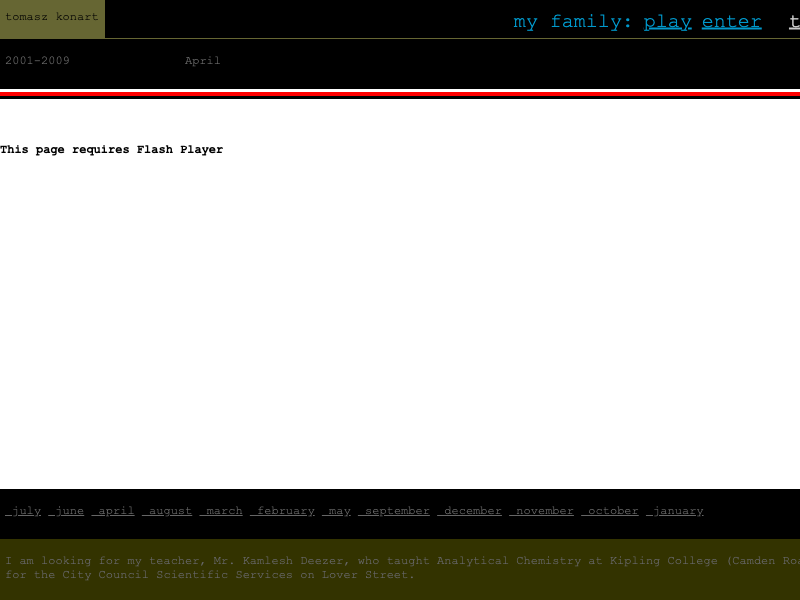 tomasz konart
my family: play enter t
2001-2009 April
This page requires Flash Player
_july _june _april _august _march _february _may _september _december _november _october _january
I am looking for my teacher, Mr. Kamlesh Deezer, who taught Analytical Chemistry at Kipling College (Camden Roa
for the City Council Scientific Services on Lover Street.